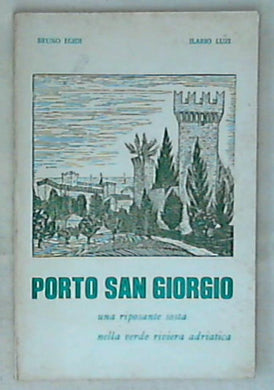 BRUNO EGIDI ILARIO LUZI
PORTO SAN GIORGIO
una riposante sosta
nella verde riviera adriatica